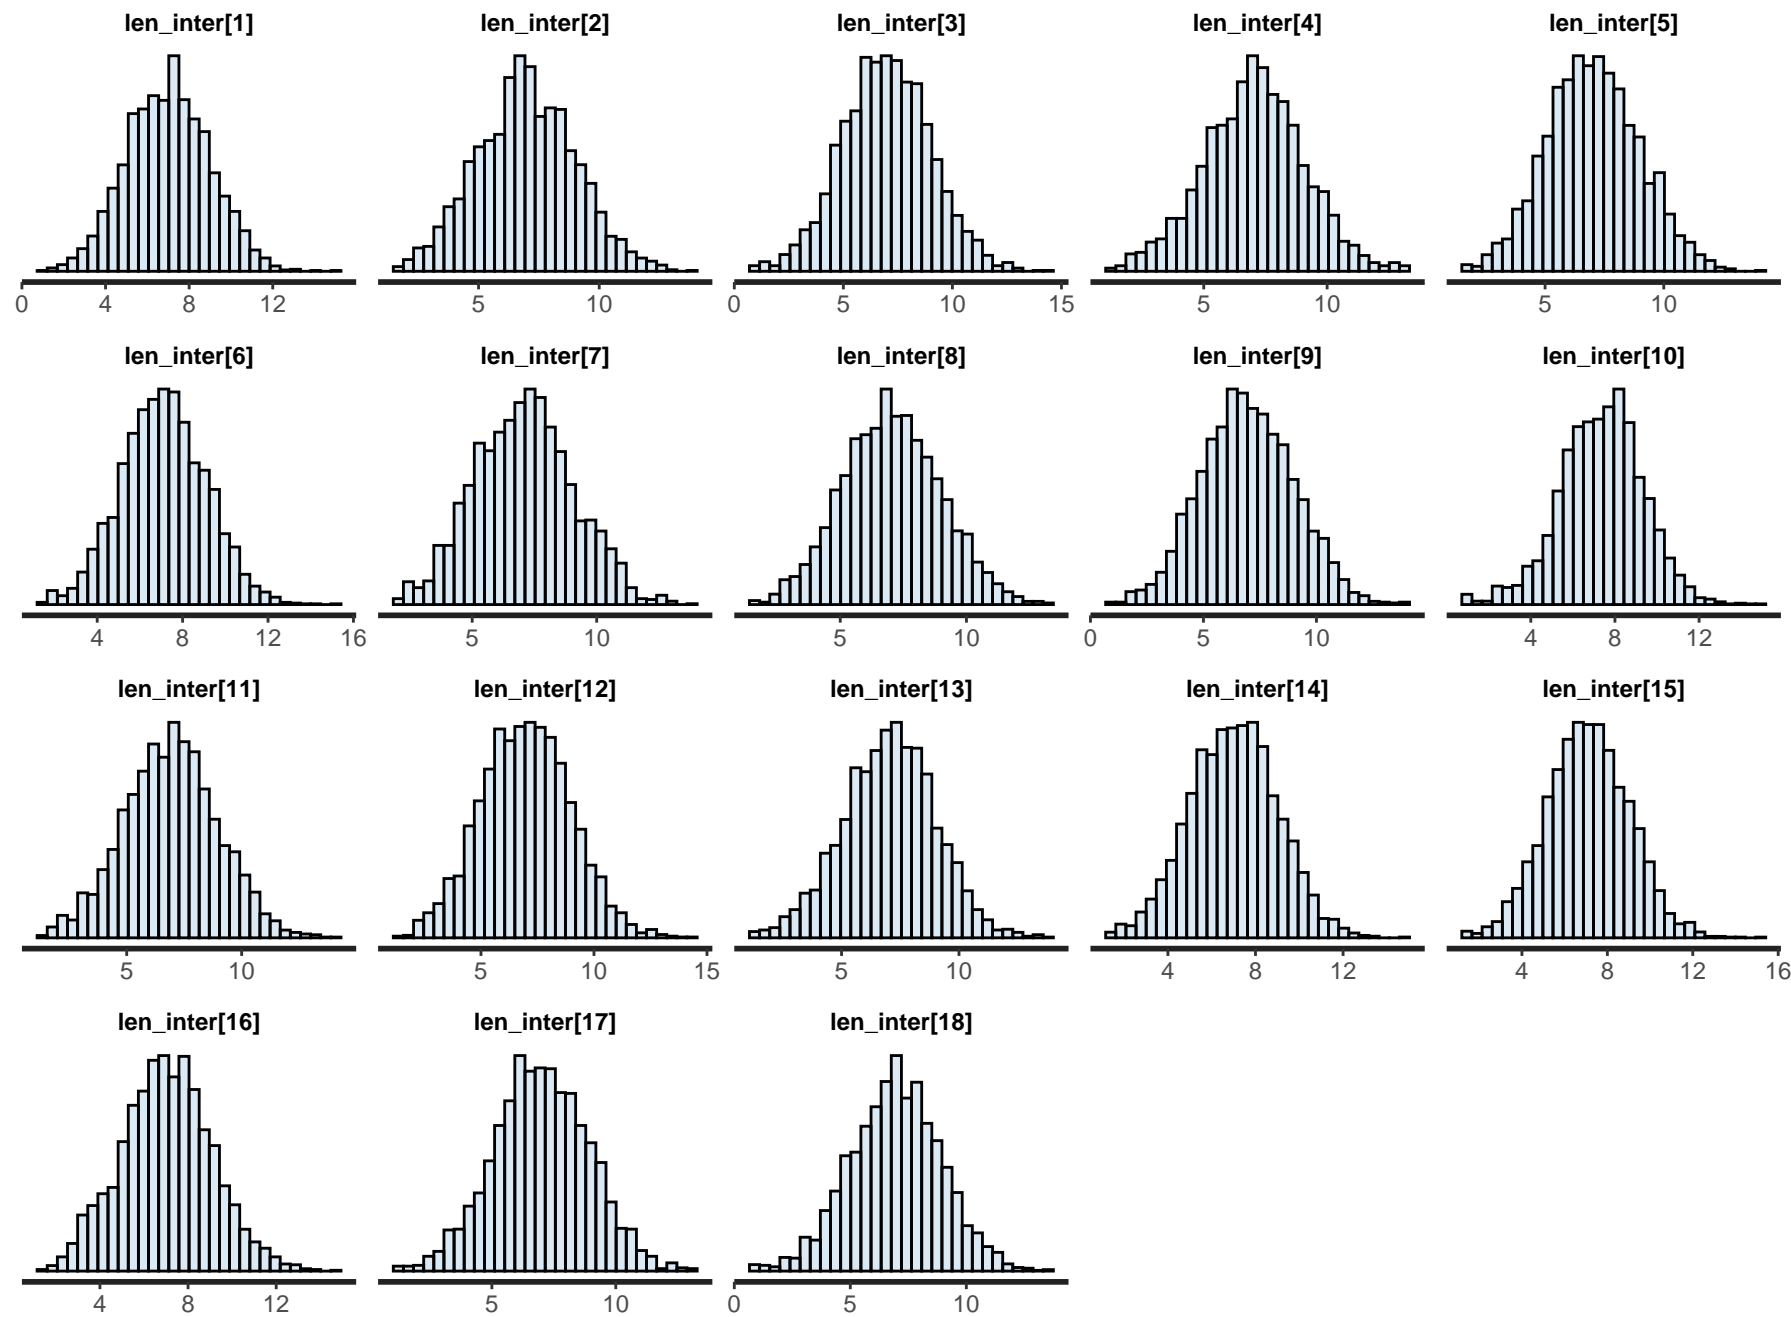 len_inter[1] len_inter[2] len_inter[3] len_inter[4] len_inter[5]
0 4 8 12 5 10 0 5 10 15 5 10 5 10
len_inter[6] len_inter[7] len_inter[8] len_inter[9] len_inter[10]
4 8 12 16 5 10 5 10 0 5 10 4 8 12
len_inter[11] len_inter[12] len_inter[13] len_inter[14] len_inter[15]
5 10 5 10 15 5 10 4 8 12 4 8 12 16
len_inter[16] len_inter[17] len_inter[18]
4 8 12 5 10 0 5 10